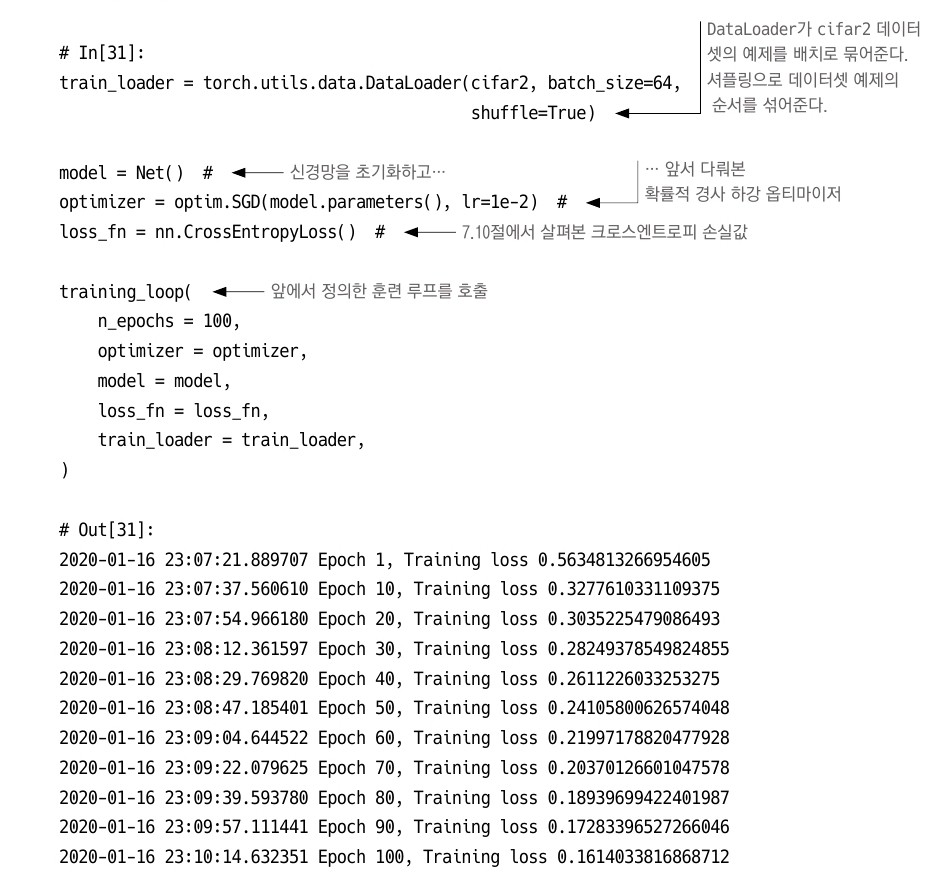 # In[31]:
train_loader = torch.utils.data.DataLoader(cifar2, batch_size=64,
shuffle=True)
DataLoader가 cifar2 데이터
셋의 예제를 배치로 묶어준다.
셔플링으로 데이터셋 예제의
순서를 섞어준다.
model = Net()  # 신경망을 초기화하고…
optimizer = optim.SGD(model.parameters(), lr=1e-2)  #
… 앞서 다뤄본
확률적 경사 하강 옵티마이저
loss_fn = nn.CrossEntropyLoss()  # 7.10절에서 살펴본 크로스엔트로피 손실값
training_loop( 앞에서 정의한 훈련 루프를 호출
n_epochs = 100,
optimizer = optimizer,
model = model,
loss_fn = loss_fn,
train_loader = train_loader,
)
# Out[31]:
2020-01-16 23:07:21.889707 Epoch 1, Training loss 0.5634813266954605
2020-01-16 23:07:37.560610 Epoch 10, Training loss 0.3277610331109375
2020-01-16 23:07:54.966180 Epoch 20, Training loss 0.3035225479086493
2020-01-16 23:08:12.361597 Epoch 30, Training loss 0.28249378549824855
2020-01-16 23:08:29.769820 Epoch 40, Training loss 0.2611226033253275
2020-01-16 23:08:47.185401 Epoch 50, Training loss 0.24105800626574048
2020-01-16 23:09:04.644522 Epoch 60, Training loss 0.21997178820477928
2020-01-16 23:09:22.079625 Epoch 70, Training loss 0.20370126601047578
2020-01-16 23:09:39.593780 Epoch 80, Training loss 0.18939699422401987
2020-01-16 23:09:57.111441 Epoch 90, Training loss 0.17283396527266046
2020-01-16 23:10:14.632351 Epoch 100, Training loss 0.1614033816868712